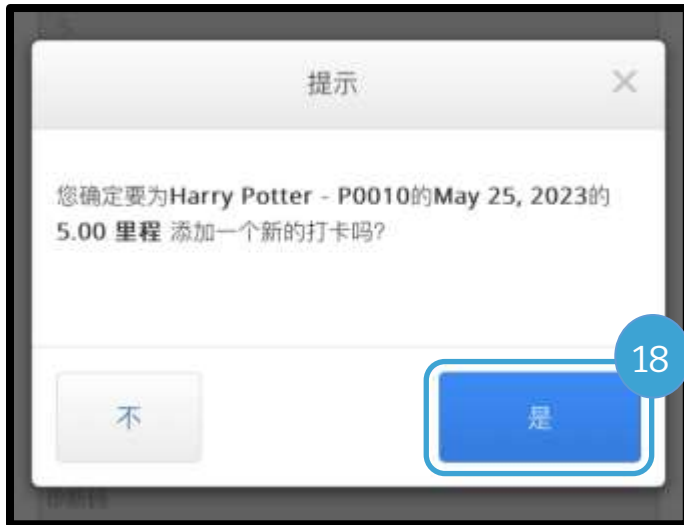 提示
您确定要为Harry Potter - P0010的May 25, 2023的
5.00 里程 添加一个新的打卡吗?
18
不
是